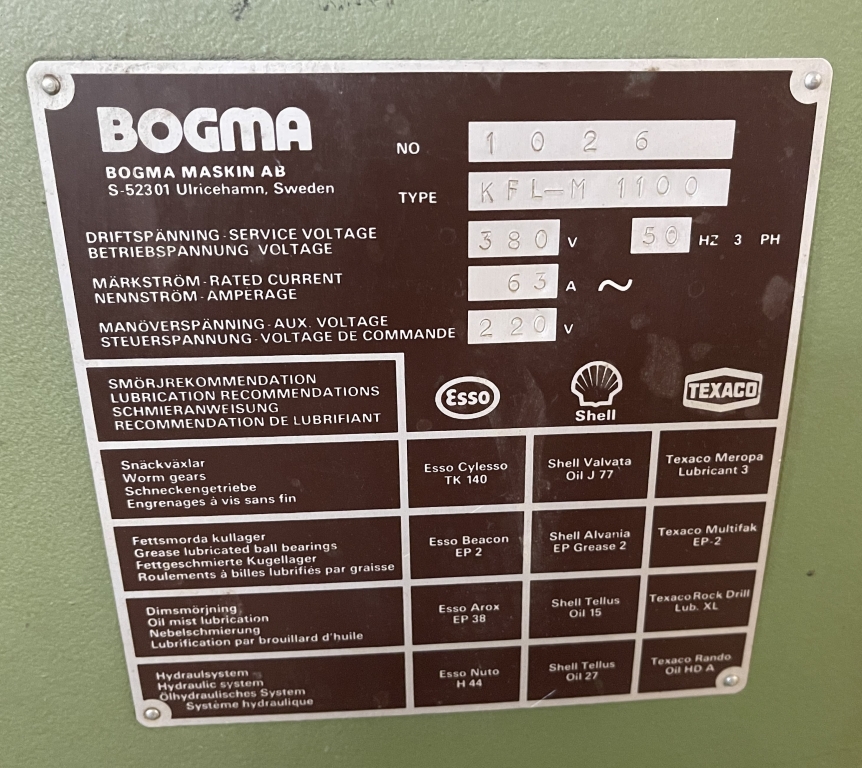 BOGMA
BOGMA MASKIN AB
S-52301 Ulricehamn, Sweden
NO 1026
TYPE KFL-M 1100
DRIFTSPÄNNING - SERVICE VOLTAGE
BETRIEBSPANNUNG VOLTAGE
380 V 50 HZ 3 PH
MÄRKSTRÖM - RATED CURRENT
NENNSTRÖM - AMPERAGE
63 A ~
MANÖVERSPÄNNING - AUX. VOLTAGE
STEUERSPANNUNG - VOLTAGE DE COMMANDE
220 V
SMÖRJREKOMMENDATION
LUBRICATION RECOMMENDATIONS
SCHMIERANWEISUNG
RECOMMENDATION DE LUBRIFIANT
Esso
Shell
TEXACO
Snäckväxlar
Worm gears
Schneckengetriebe
Engrenages à vis sans fin
Esso Cylesso
TK 140
Shell Valvata
Oil J 77
Texaco Meropa
Lubricant 3
Fettsmorda kullager
Grease lubricated ball bearings
Fettgeschmierte Kugellager
Roulements à billes lubrifiés par graisse
Esso Beacon
EP 2
Shell Alvania
EP Grease 2
Texaco Multifak
EP-2
Dimsmörjning
Oil mist lubrication
Nebelschmierung
Lubrification par brouillard d'huile
Esso Arox
EP 38
Shell Tellus
Oil 15
Texaco Rock Drill
Lub. XL
Hydraulsystem
Hydraulic system
Ölhydraulisches System
Système hydraulique
Esso Nuto
H 44
Shell Tellus
Oil 27
Texaco Rando
Oil HD A